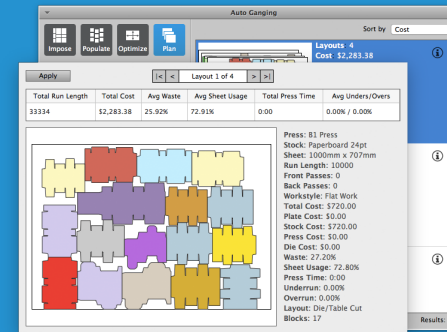 Auto Ganging
Impose Populate Optimize Plan
Sort by Cost
Layouts 4
Cost $2,283.38
Apply
|< < Layout 1 of 4 > >|
Total Run Length Total Cost Avg Waste Avg Sheet Usage Total Press Time Avg Unders/Overs
33334 $2,283.38 25.92% 72.91% 0:00 0.00% / 0.00%
Press: B1 Press
Stock: Paperboard 24pt
Sheet: 1000mm x 707mm
Run Length: 10000
Front Passes: 0
Back Passes: 0
Workstyle: Flat Work
Total Cost: $720.00
Plate Cost: $0.00
Stock Cost: $720.00
Press Cost: $0.00
Die Cost: $0.00
Waste: 27.20%
Sheet Usage: 72.80%
Press Time: 0:00
Underrun: 0.00%
Overrun: 0.00%
Layout: Die/Table Cut
Blocks: 17
Results: